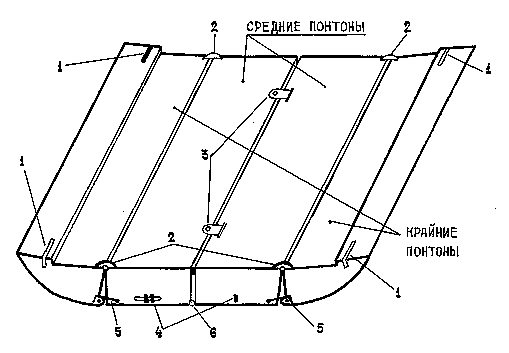 2 СРЕДНИЕ ПОНТОНЫ 2
1 1
3
1
2 КРАЙНИЕ
ПОНТОНЫ
1
5 4 6 5